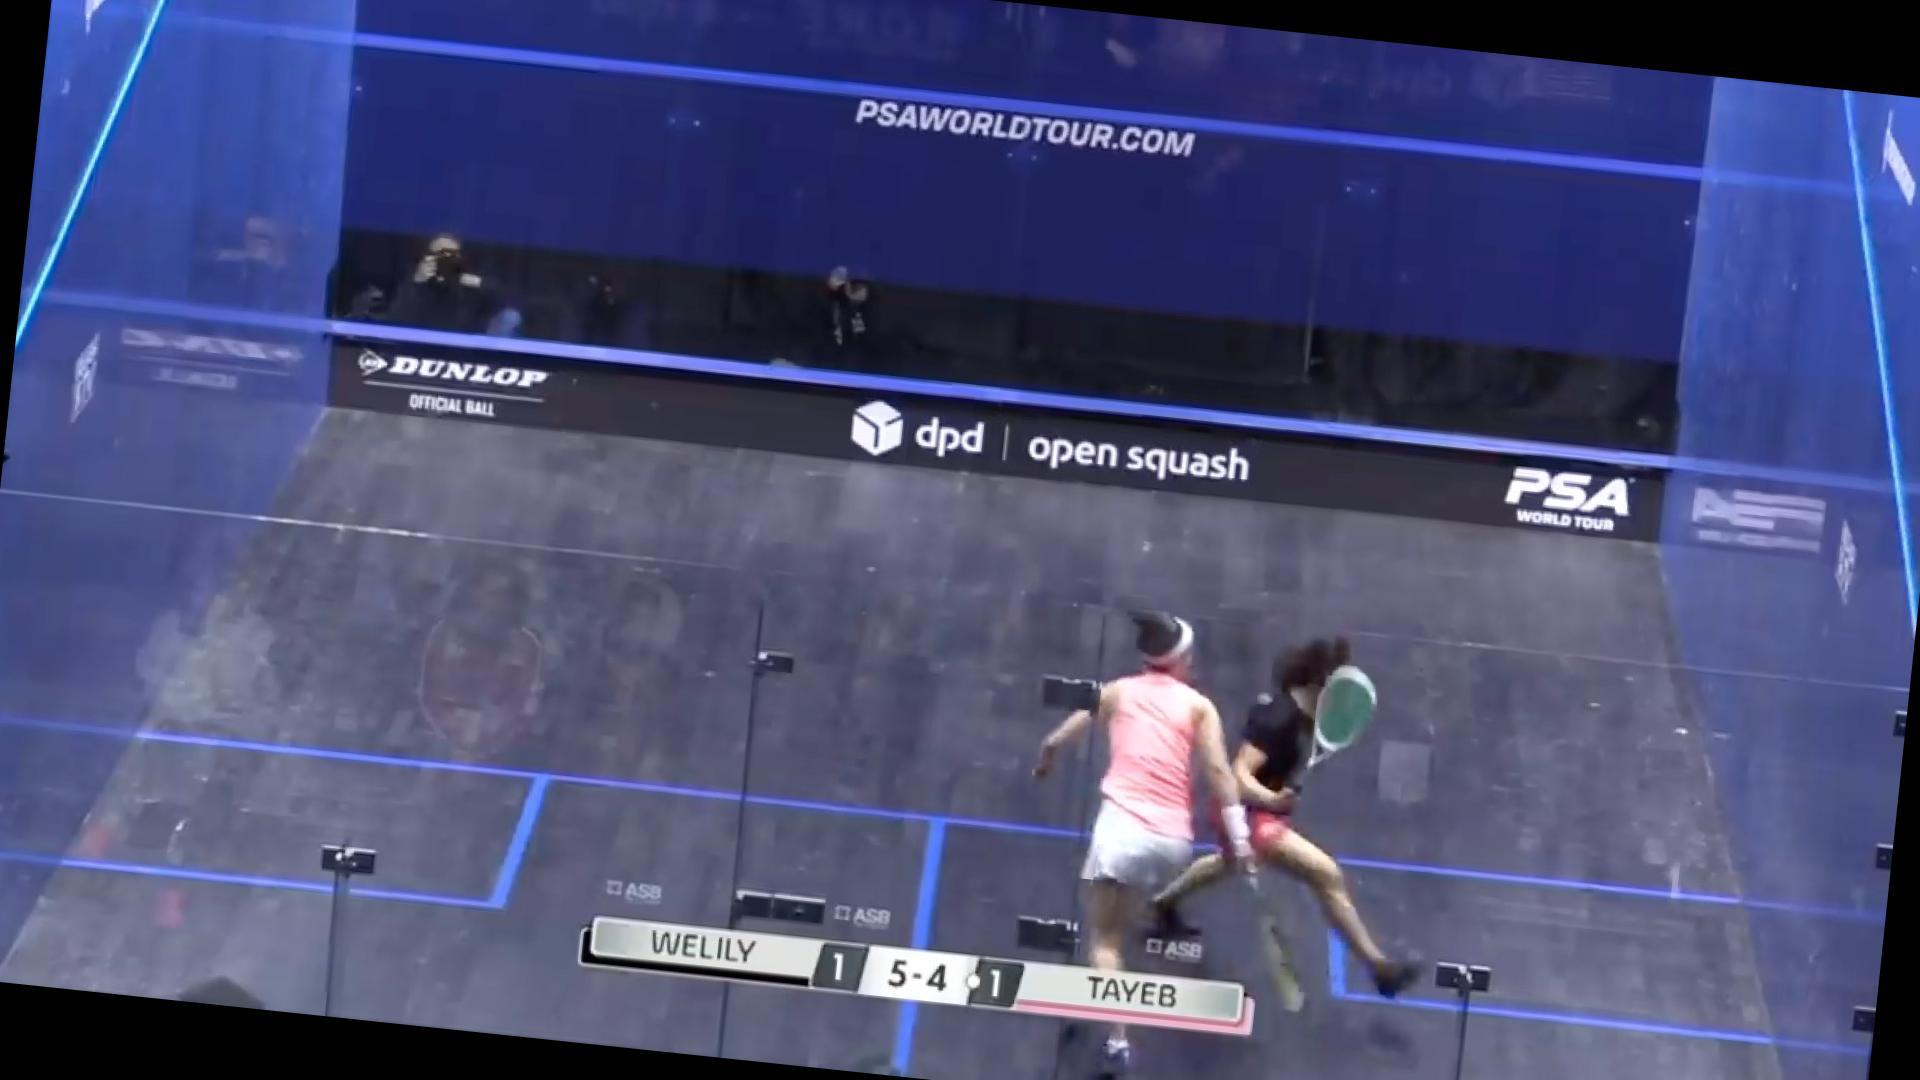 PSAWORLDTOUR.COM
DUNLOP
OFFICIAL BALL
dpd | open squash
PSA
WORLD TOUR
ASB
ASB
ASB
WELILY 1 5-4 1 TAYEB